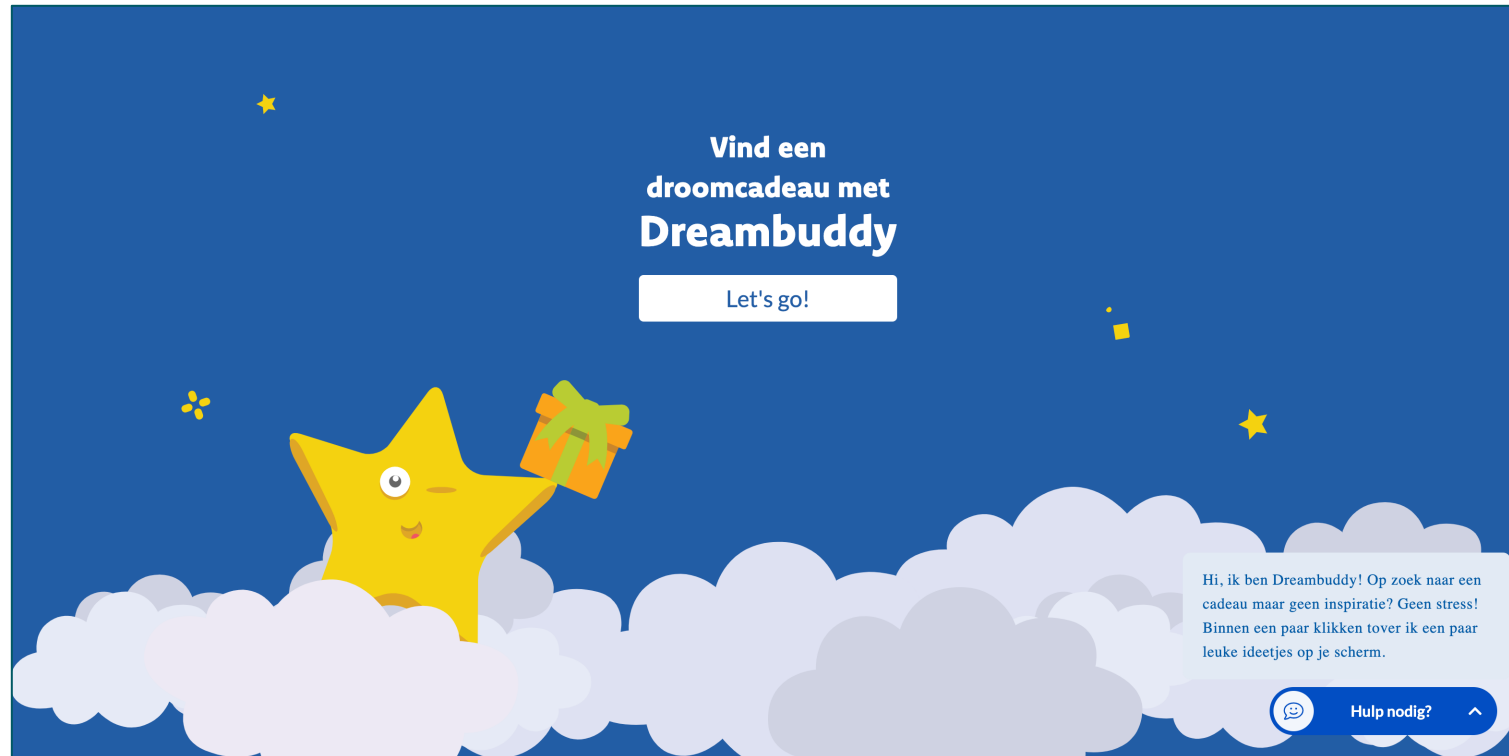 Vind een
droomcadeau met
Dreambuddy
Let's go!
Hi, ik ben Dreambuddy! Op zoek naar een
cadeau maar geen inspiratie? Geen stress!
Binnen een paar klikken tover ik een paar
leuke ideetjes op je scherm.
Hulp nodig?